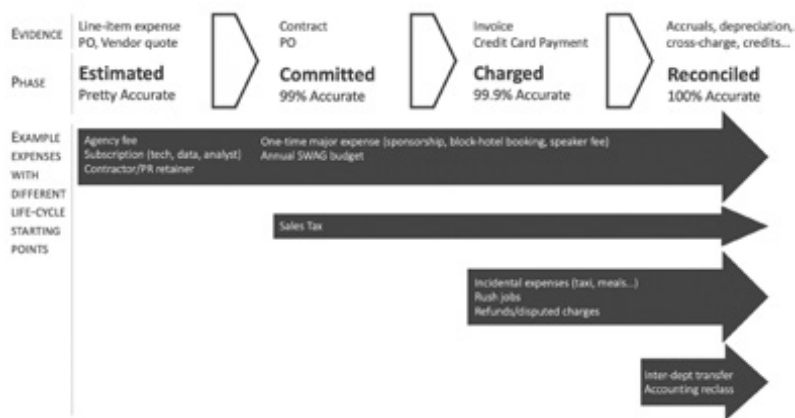 EVIDENCE
Line-item expense
PO, Vendor quote
Contract
PO
Invoice
Credit Card Payment
Accruals, depreciation,
cross-charge, credits...
PHASE
Estimated
Pretty Accurate
Committed
99% Accurate
Charged
99.9% Accurate
Reconciled
100% Accurate
EXAMPLE
EXPENSES
WITH
DIFFERENT
LIFE-CYCLE
STARTING
POINTS
Agency fee
Subscription (tech, data, analyst)
Contractor/PR retainer
One-time major expense (sponsorship, block-hotel booking, speaker fee)
Annual SWAG budget
Sales Tax
Incidental expenses (taxi, meals...)
Rush jobs
Refunds/disputed charges
Inter-dept transfer
Accounting reclass